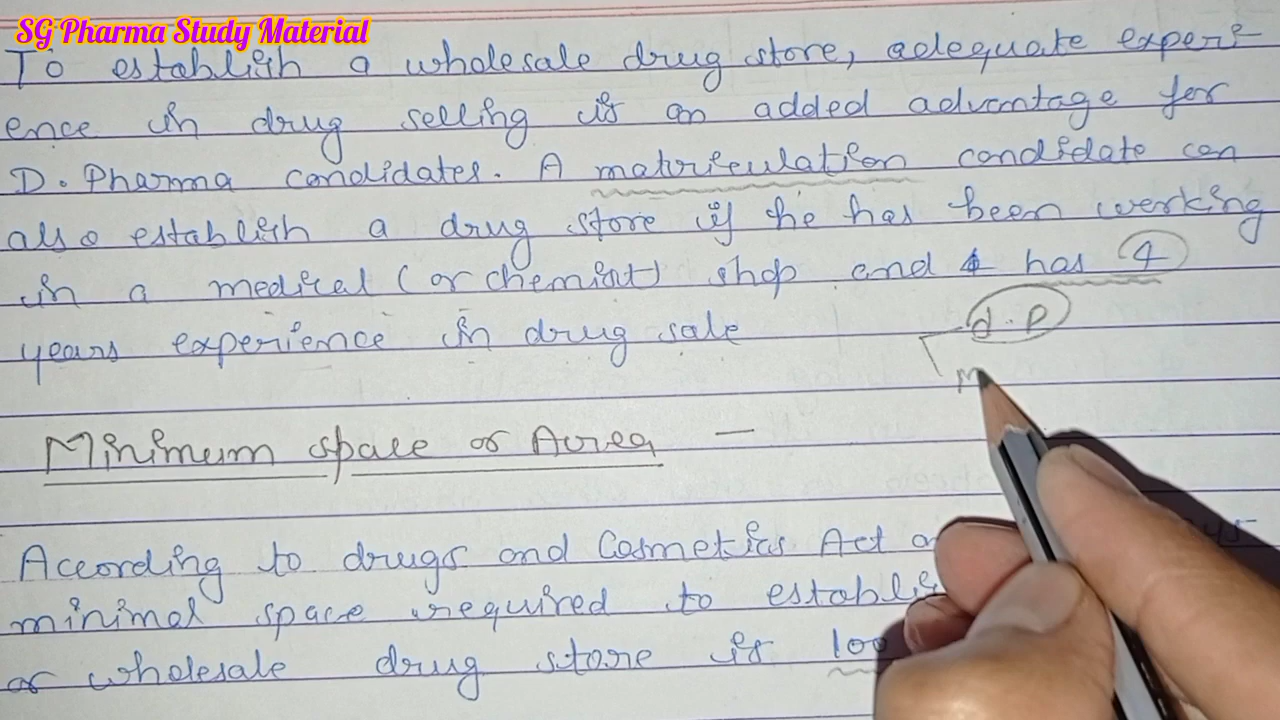 SG Pharma Study Material
To establish a wholesale drug store, adequate experi-
ence in drug selling is an added advantage for
D. Pharma candidates. A matriculation candidate can
also establish a drug store if he has been working
in a medical (or chemist) shop and has 4
years experience in drug sale
d.p
M
Minimum space or Area —
According to drugs and Cosmetics Act
minimal space required to
or wholesale drug store is 100